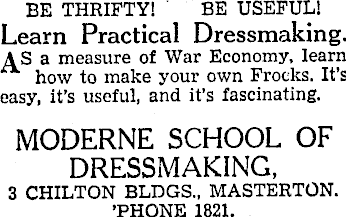 BE THRIFTY! BE USEFUL!
Learn Practical Dressmaking.
AS a measure of War Economy, learn
how to make your own Frocks. It's
easy, it's useful, and it's fascinating.
MODERNE SCHOOL OF
DRESSMAKING,
3 CHILTON BLDGS., MASTERTON.
'PHONE 1821.